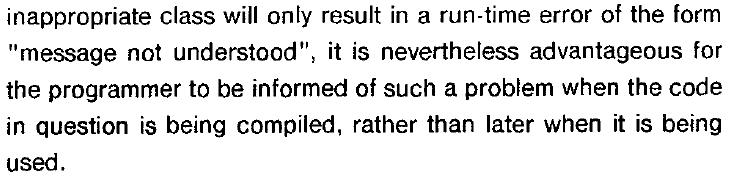 inappropriate class will only result in a run-time error of the form
"message not understood", it is nevertheless advantageous for
the programmer to be informed of such a problem when the code
in question is being compiled, rather than later when it is being
used.